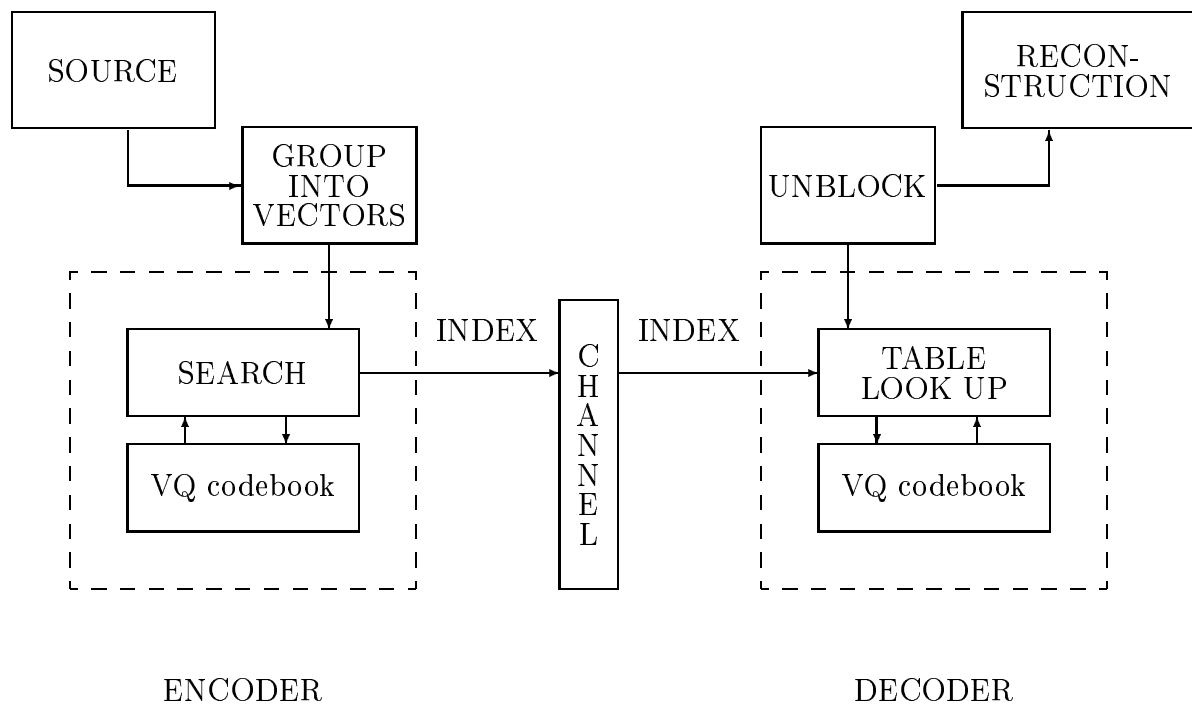 SOURCE
RECON-
STRUCTION
GROUP
INTO
VECTORS
UNBLOCK
INDEX
INDEX
SEARCH
CHANNEL
TABLE
LOOK UP
VQ codebook
VQ codebook
ENCODER
DECODER